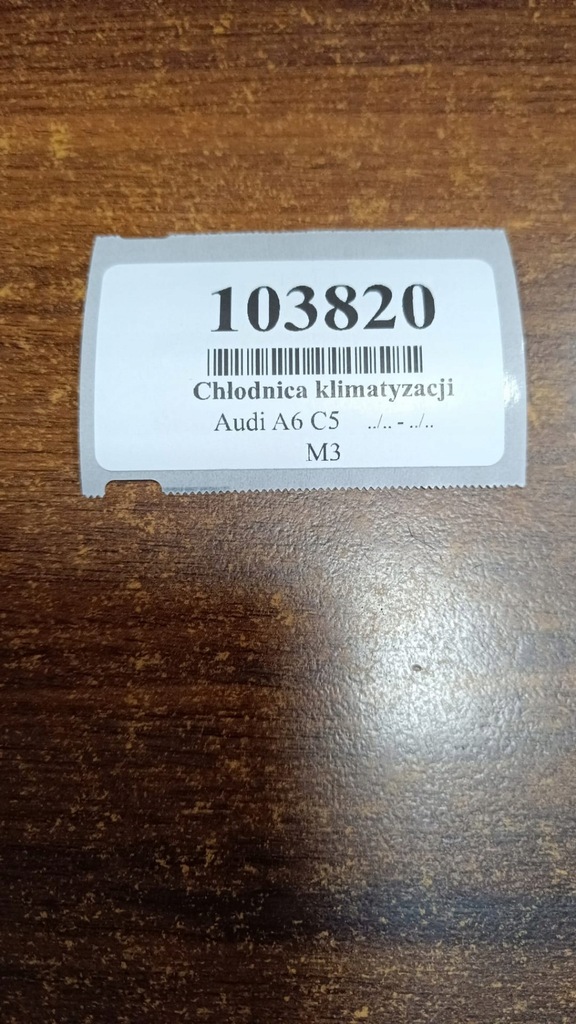 103820
Chłodnica klimatyzacji
Audi A6 C5 ../.. - ../..
M3